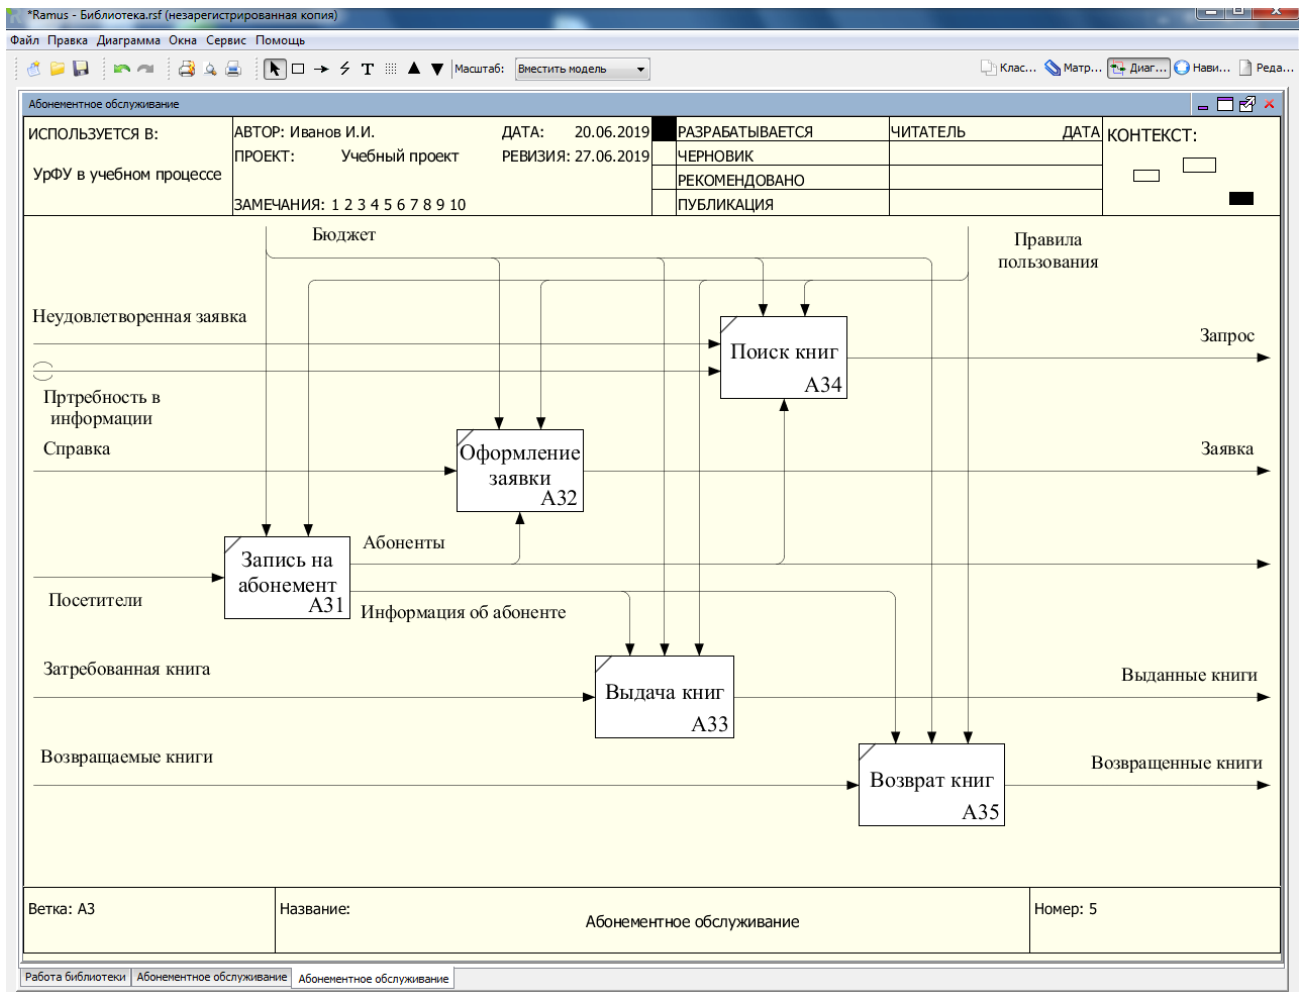 *Ramus - Библиотека.rsf (незарегистрированная копия)
Файл Правка Диаграмма Окна Сервис Помощь
Масштаб: Вместить модель Клас... Матр... Диаг... Нави... Реда...
Абонементное обслуживание
ИСПОЛЬЗУЕТСЯ В:
УрФУ в учебном процессе
АВТОР: Иванов И.И. ДАТА: 20.06.2019
ПРОЕКТ: Учебный проект РЕВИЗИЯ: 27.06.2019
ЗАМЕЧАНИЯ: 1 2 3 4 5 6 7 8 9 10
РАЗРАБАТЫВАЕТСЯ
ЧЕРНОВИК
РЕКОМЕНДОВАНО
ПУБЛИКАЦИЯ
ЧИТАТЕЛЬ ДАТА
КОНТЕКСТ:
Бюджет
Правила
пользования
Неудовлетворенная заявка
Запрос
Поиск книг
A34
Пртребность в
информации
Справка
Заявка
Оформление
заявки
A32
Абоненты
Запись на
абонемент
A31
Посетители
Информация об абоненте
Затребованная книга
Выданные книги
Выдача книг
A33
Возвращаемые книги
Возвращенные книги
Возврат книг
A35
Ветка: A3
Название:
Абонементное обслуживание
Номер: 5
Работа библиотеки Абонементное обслуживание Абонементное обслуживание